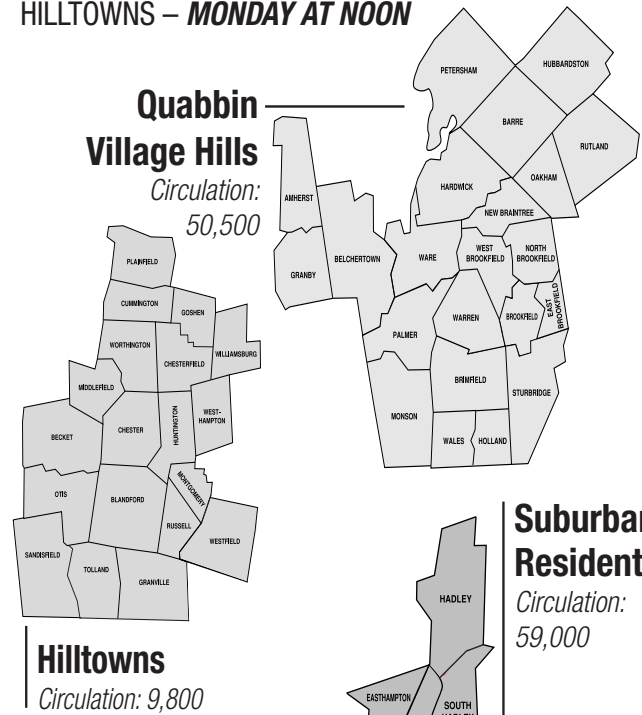 HILLTOWNS – MONDAY AT NOON
Quabbin
Village Hills
Circulation:
50,500
PETERSHAM
HUBBARDSTON
BARRE
RUTLAND
HARDWICK
OAKHAM
NEW BRAINTREE
AMHERST
GRANBY
BELCHERTOWN
WARE
WEST
BROOKFIELD
NORTH
BROOKFIELD
PALMER
WARREN
BROOKFIELD
EAST
BROOKFIELD
BRIMFIELD
STURBRIDGE
MONSON
WALES
HOLLAND
PLAINFIELD
CUMMINGTON
GOSHEN
WORTHINGTON
CHESTERFIELD
WILLIAMSBURG
MIDDLEFIELD
BECKET
CHESTER
HUNTINGTON
WEST-
HAMPTON
OTIS
BLANDFORD
MONTGOMERY
RUSSELL
WESTFIELD
SANDISFIELD
TOLLAND
GRANVILLE
Hilltowns
Circulation: 9,800
Suburban
Resident
Circulation:
59,000
HADLEY
EASTHAMPTON
SOUTH
HADLEY